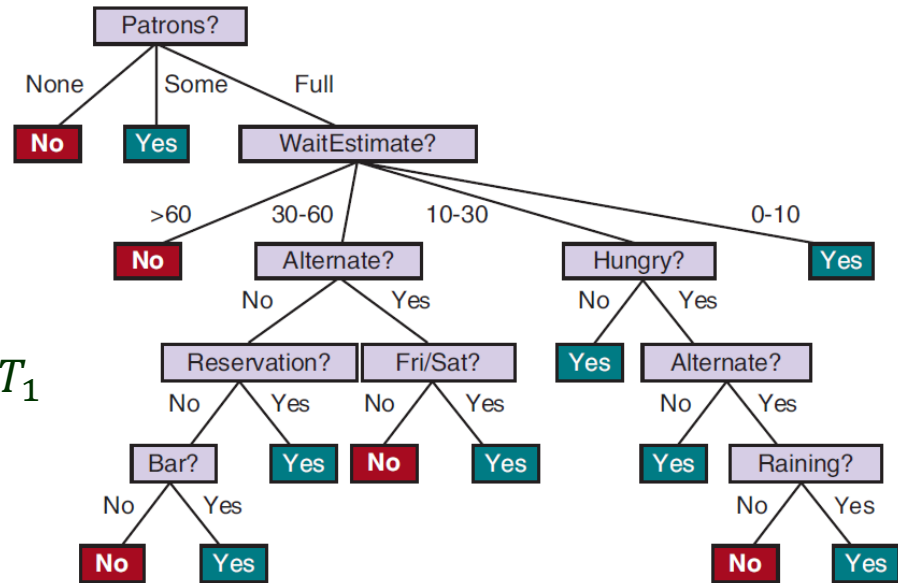 Patrons?
None Some Full
No Yes WaitEstimate?
>60 30-60 10-30 0-10
No Alternate? Hungry? Yes
No Yes No Yes
Reservation? Fri/Sat? Yes Alternate?
T₁
No Yes No Yes No Yes
Bar? Yes No Yes Yes Raining?
No Yes No Yes
No Yes No Yes